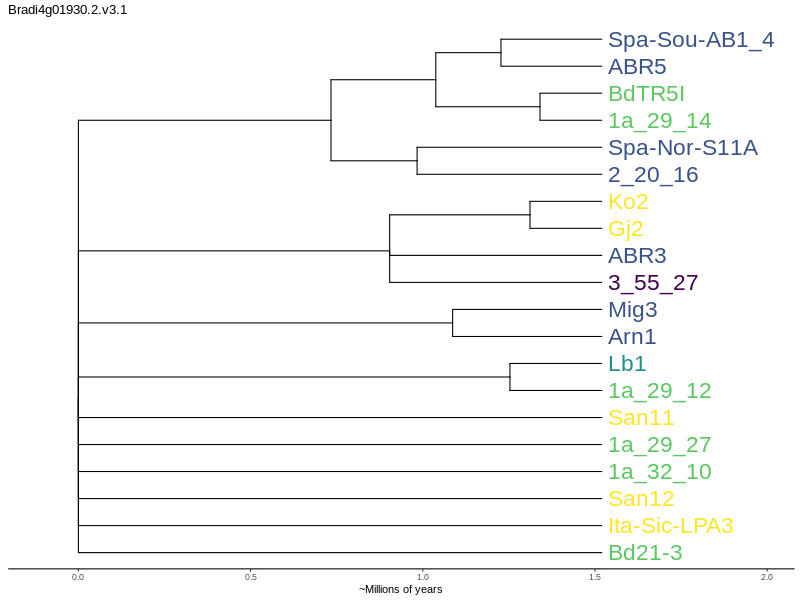 Bradi4g01930.2.v3.1
Spa-Sou-AB1_4
ABR5
BdTR5I
1a_29_14
Spa-Nor-S11A
2_20_16
Ko2
Gj2
ABR3
3_55_27
Mig3
Arn1
Lb1
1a_29_12
San11
1a_29_27
1a_32_10
San12
Ita-Sic-LPA3
Bd21-3
0.0 0.5 1.0 1.5 2.0
~Millions of years